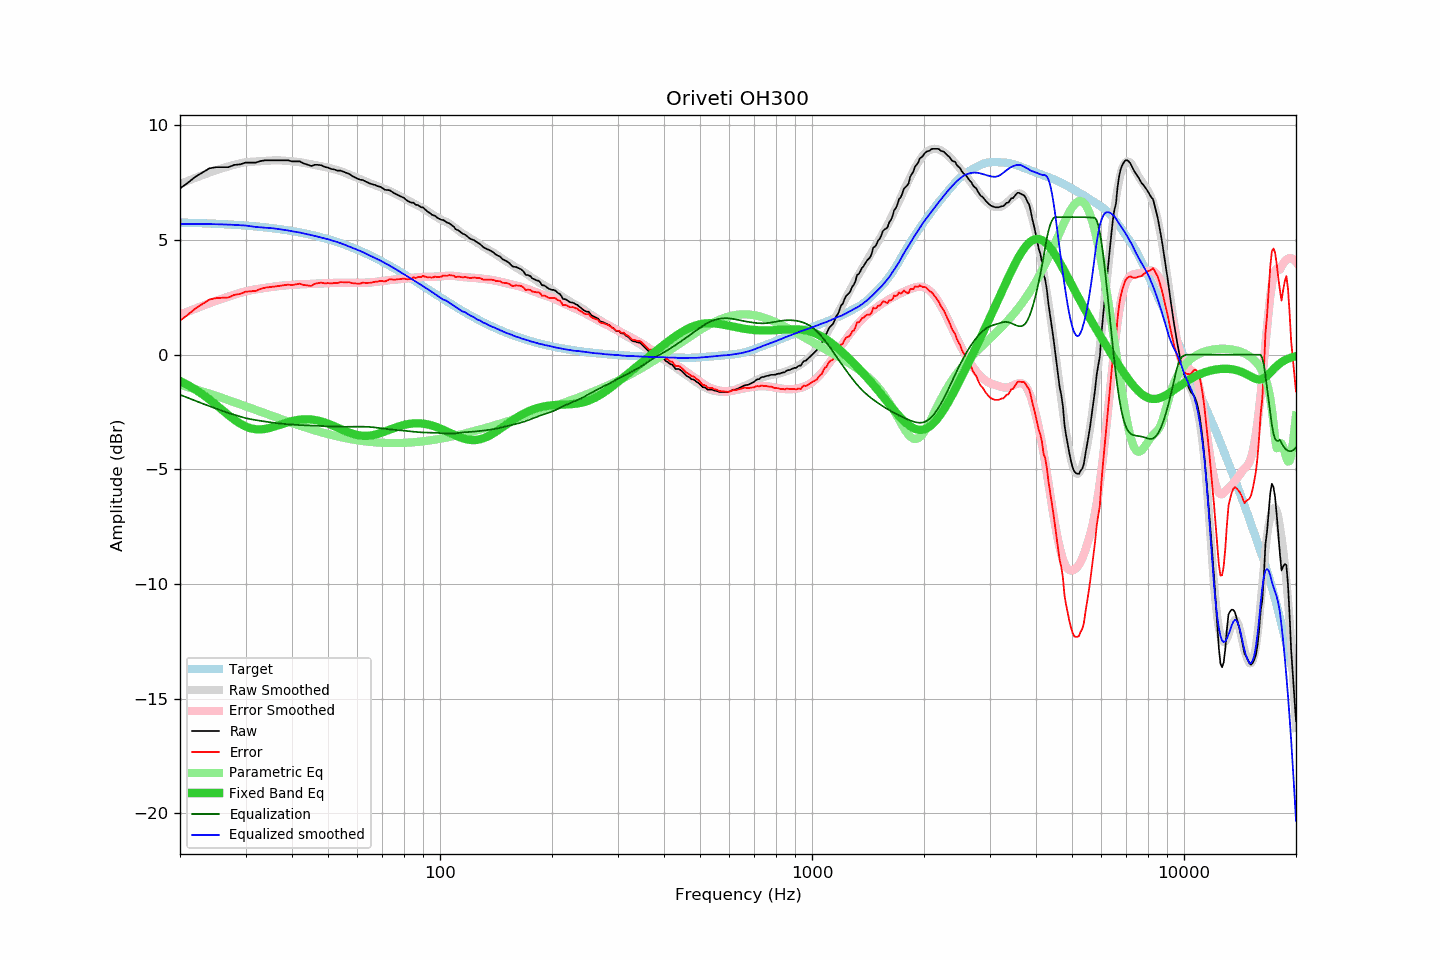 Oriveti OH300
10
5
0
−5
−10
−15
−20
Amplitude (dBr)
Target
Raw Smoothed
Error Smoothed
Raw
Error
Parametric Eq
Fixed Band Eq
Equalization
Equalized smoothed
100
1000
10000
Frequency (Hz)